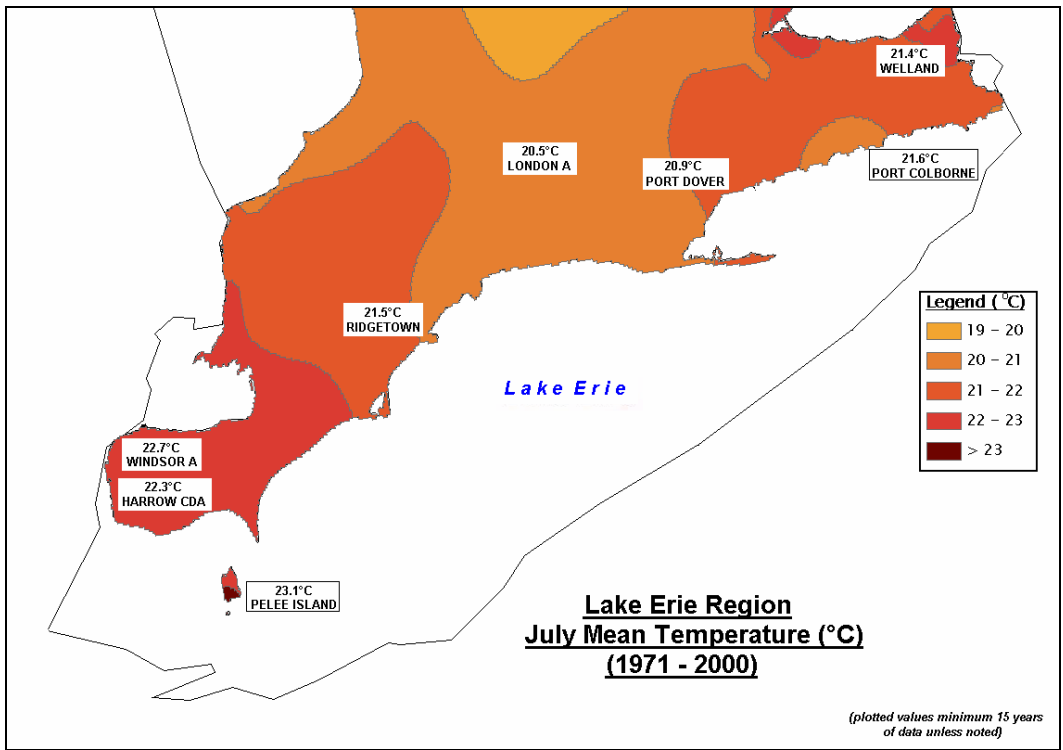 21.4°C
WELLAND
20.5°C
LONDON A
20.9°C
PORT DOVER
21.6°C
PORT COLBORNE
21.5°C
RIDGETOWN
Legend (°C)
19 – 20
20 – 21
21 – 22
22 – 23
> 23
Lake Erie
22.7°C
WINDSOR A
22.3°C
HARROW CDA
23.1°C
PELEE ISLAND
Lake Erie Region
July Mean Temperature (°C)
(1971 - 2000)
(plotted values minimum 15 years
of data unless noted)